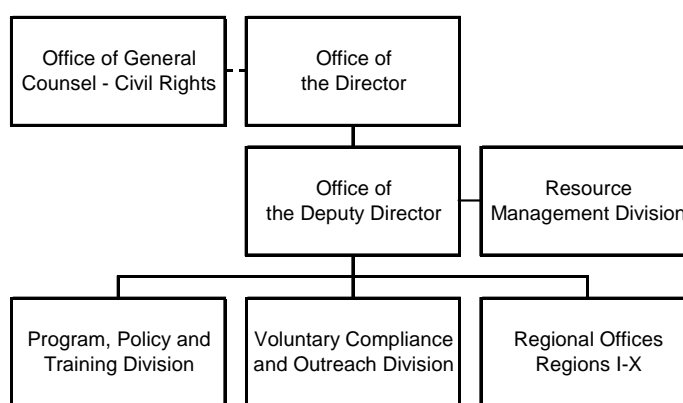 Office of General
Counsel - Civil Rights
Office of
the Director
Office of
the Deputy Director
Resource
Management Division
Program, Policy and
Training Division
Voluntary Compliance
and Outreach Division
Regional Offices
Regions I-X